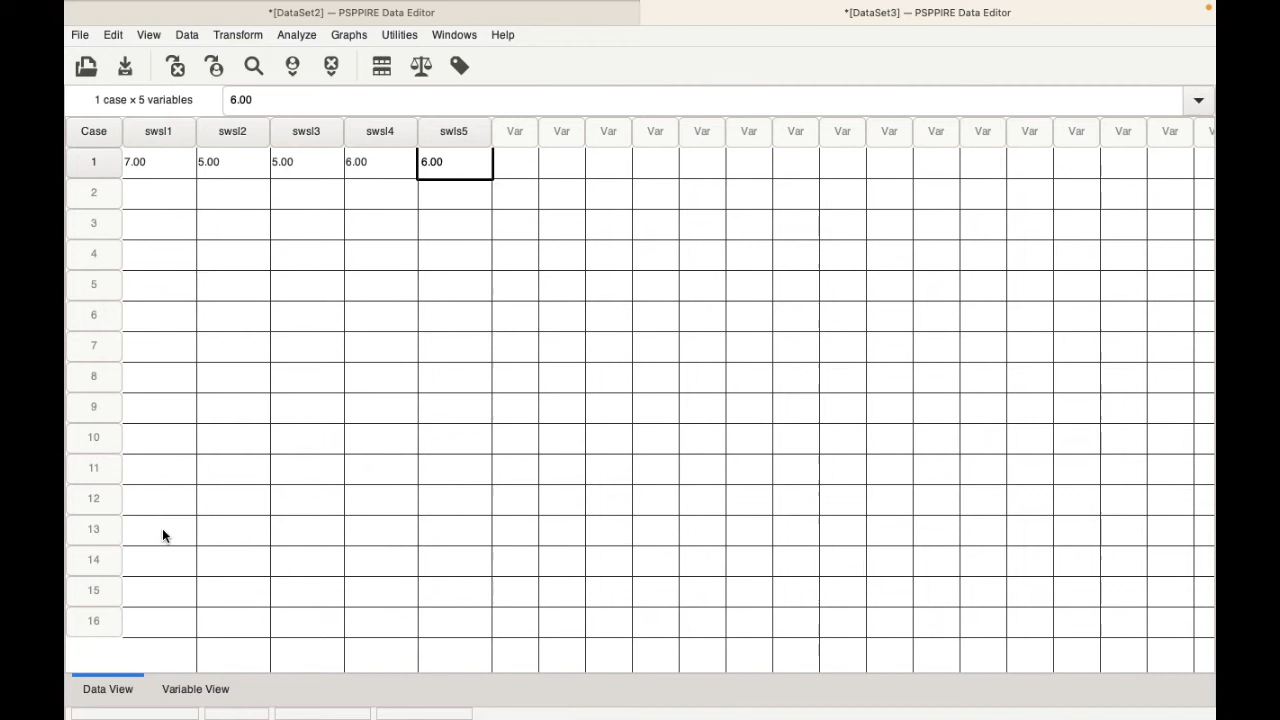 *[DataSet2] — PSPPIRE Data Editor *[DataSet3] — PSPPIRE Data Editor
File Edit View Data Transform Analyze Graphs Utilities Windows Help
1 case × 5 variables 6.00
Case swsl1 swsl2 swsl3 swsl4 swls5 Var Var Var Var Var Var Var Var Var Var Var Var Var Var Var
1 7.00 5.00 5.00 6.00 6.00
2
3
4
5
6
7
8
9
10
11
12
13
14
15
16
Data View Variable View